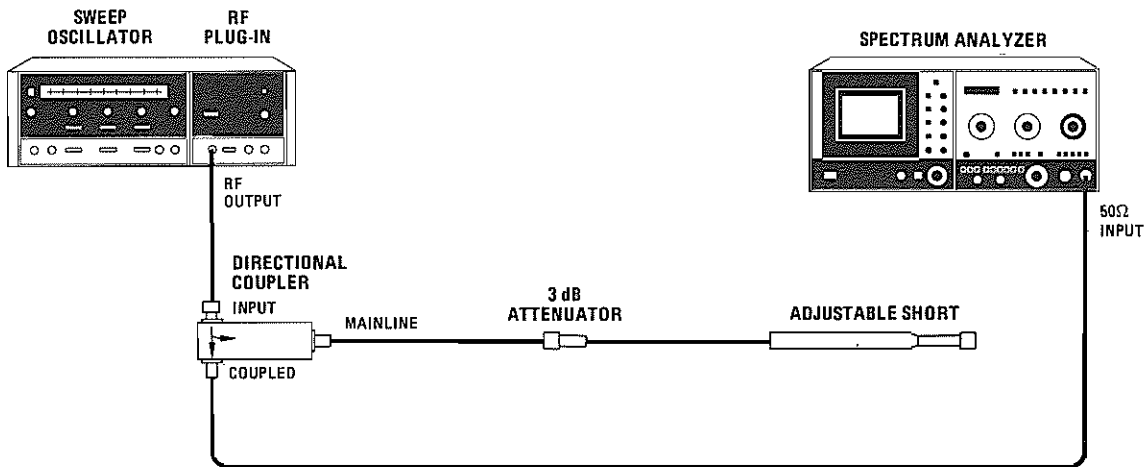 SWEEP
OSCILLATOR
RF
PLUG-IN
SPECTRUM ANALYZER
RF
OUTPUT
50Ω
INPUT
DIRECTIONAL
COUPLER
INPUT
MAINLINE
3 dB
ATTENUATOR
ADJUSTABLE SHORT
COUPLED